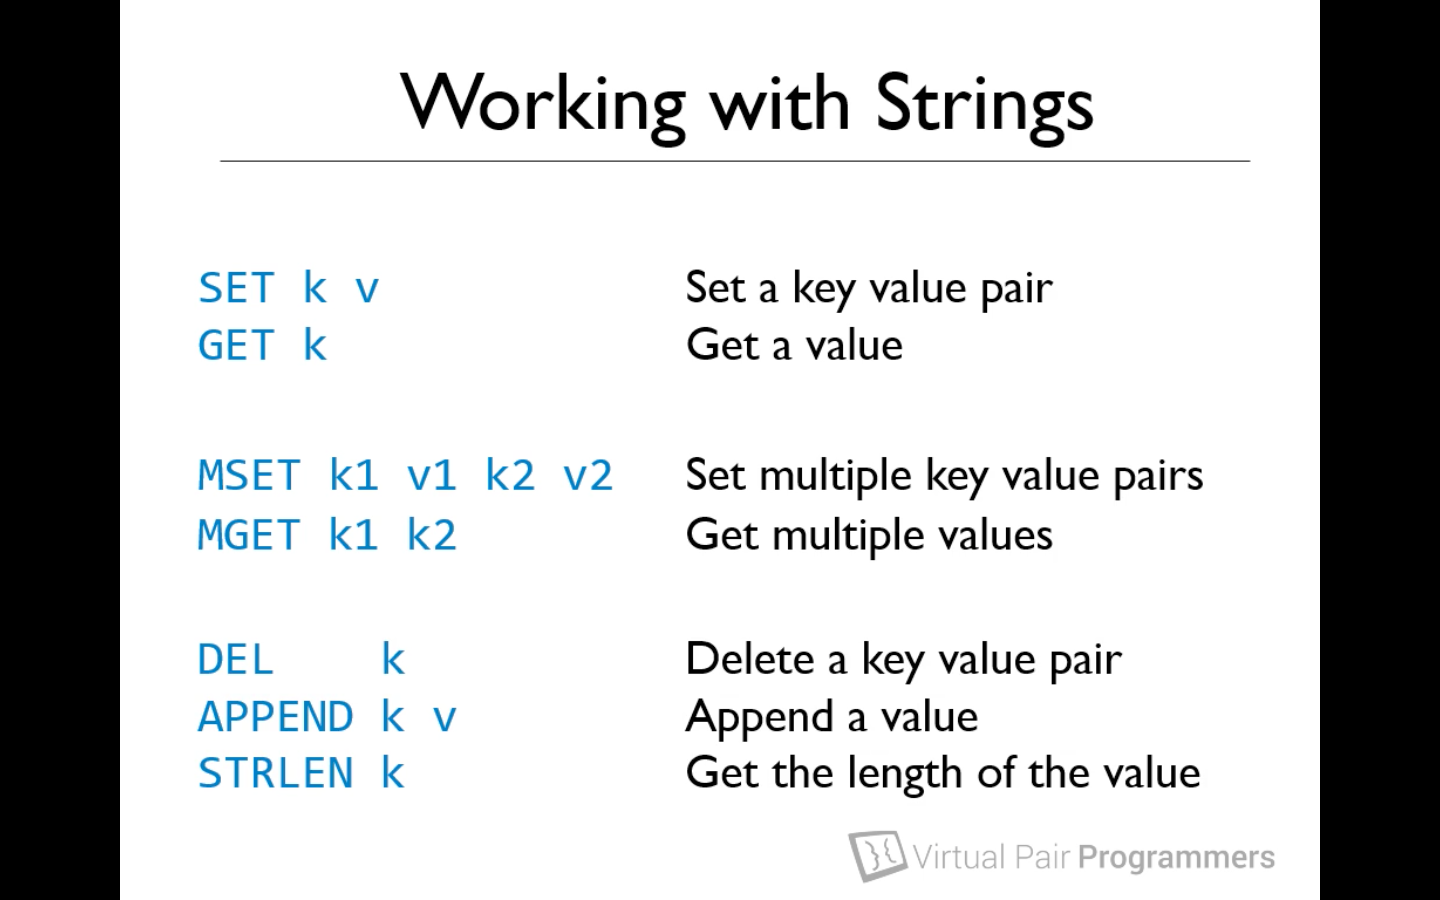 Working with Strings
SET k v Set a key value pair
GET k Get a value
MSET k1 v1 k2 v2 Set multiple key value pairs
MGET k1 k2 Get multiple values
DEL k Delete a key value pair
APPEND k v Append a value
STRLEN k Get the length of the value
Virtual Pair Programmers